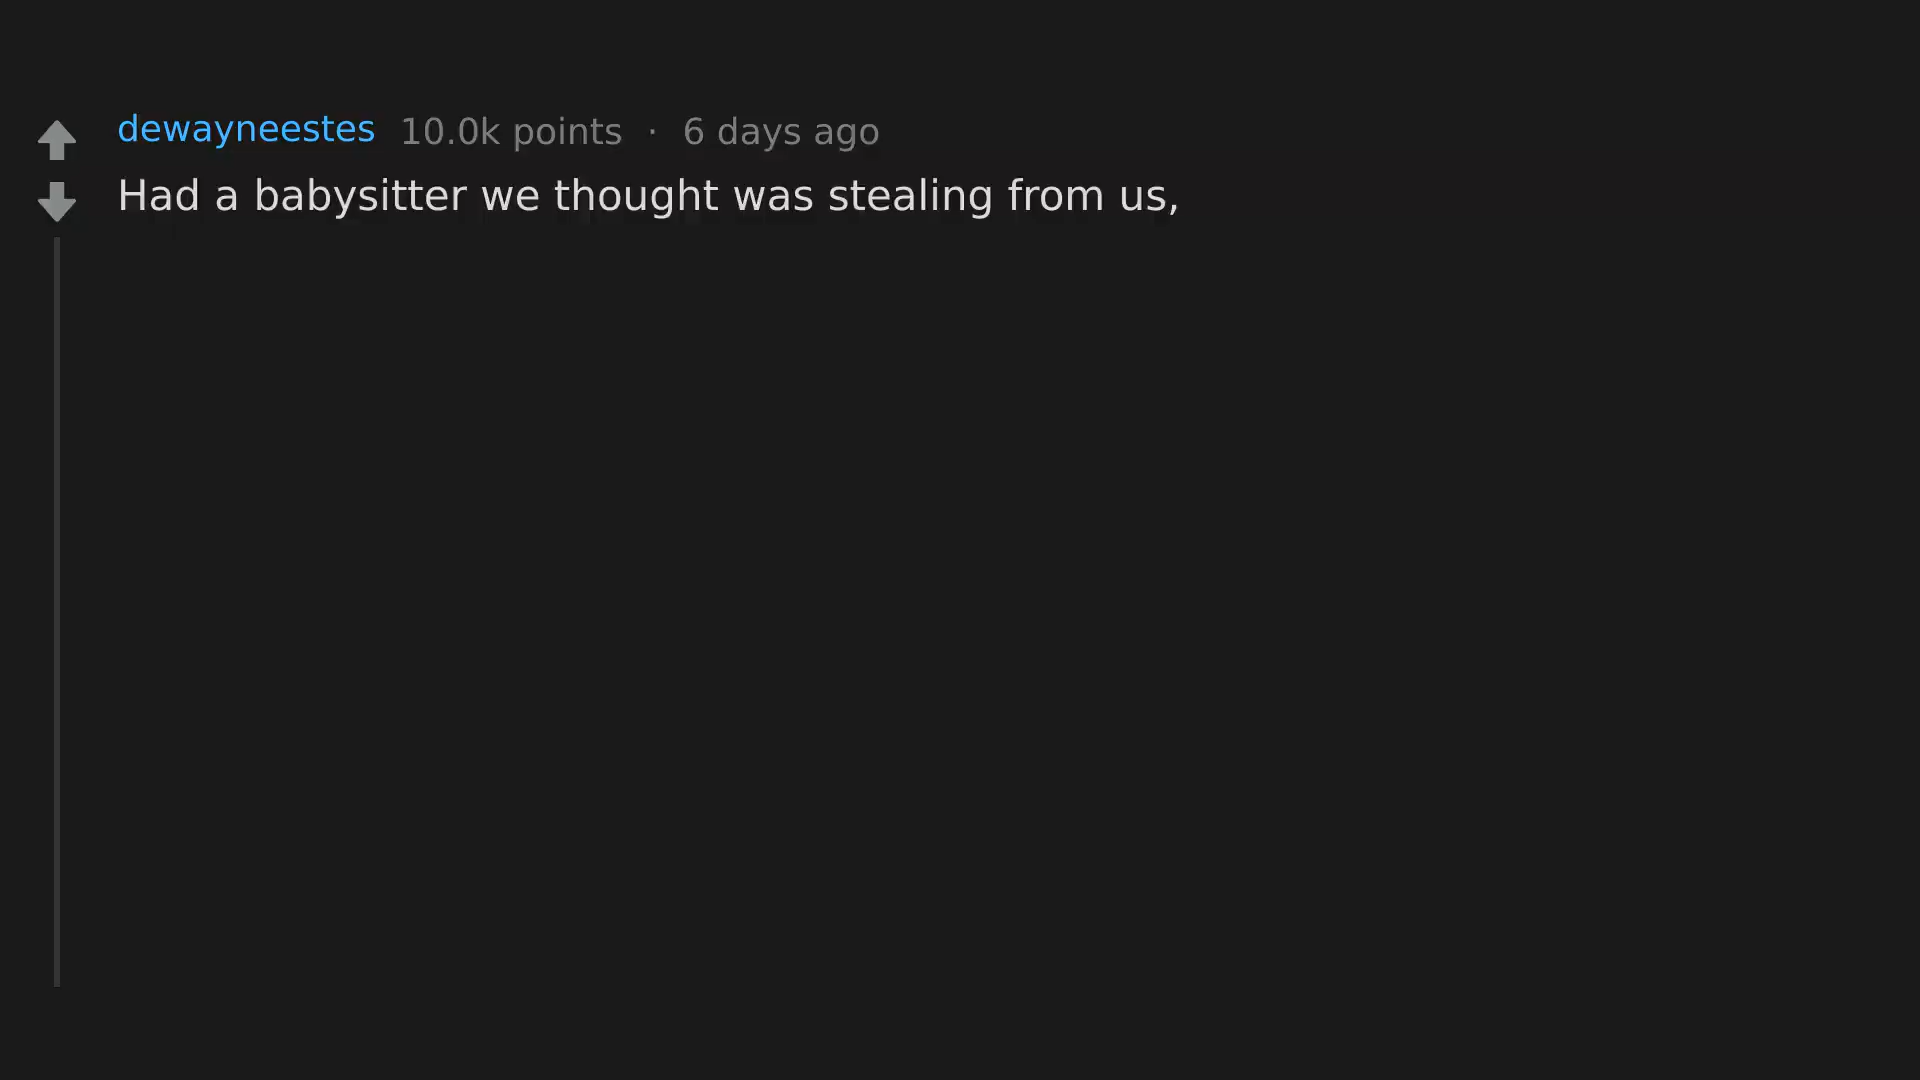 dewayneestes 10.0k points · 6 days ago
Had a babysitter we thought was stealing from us,